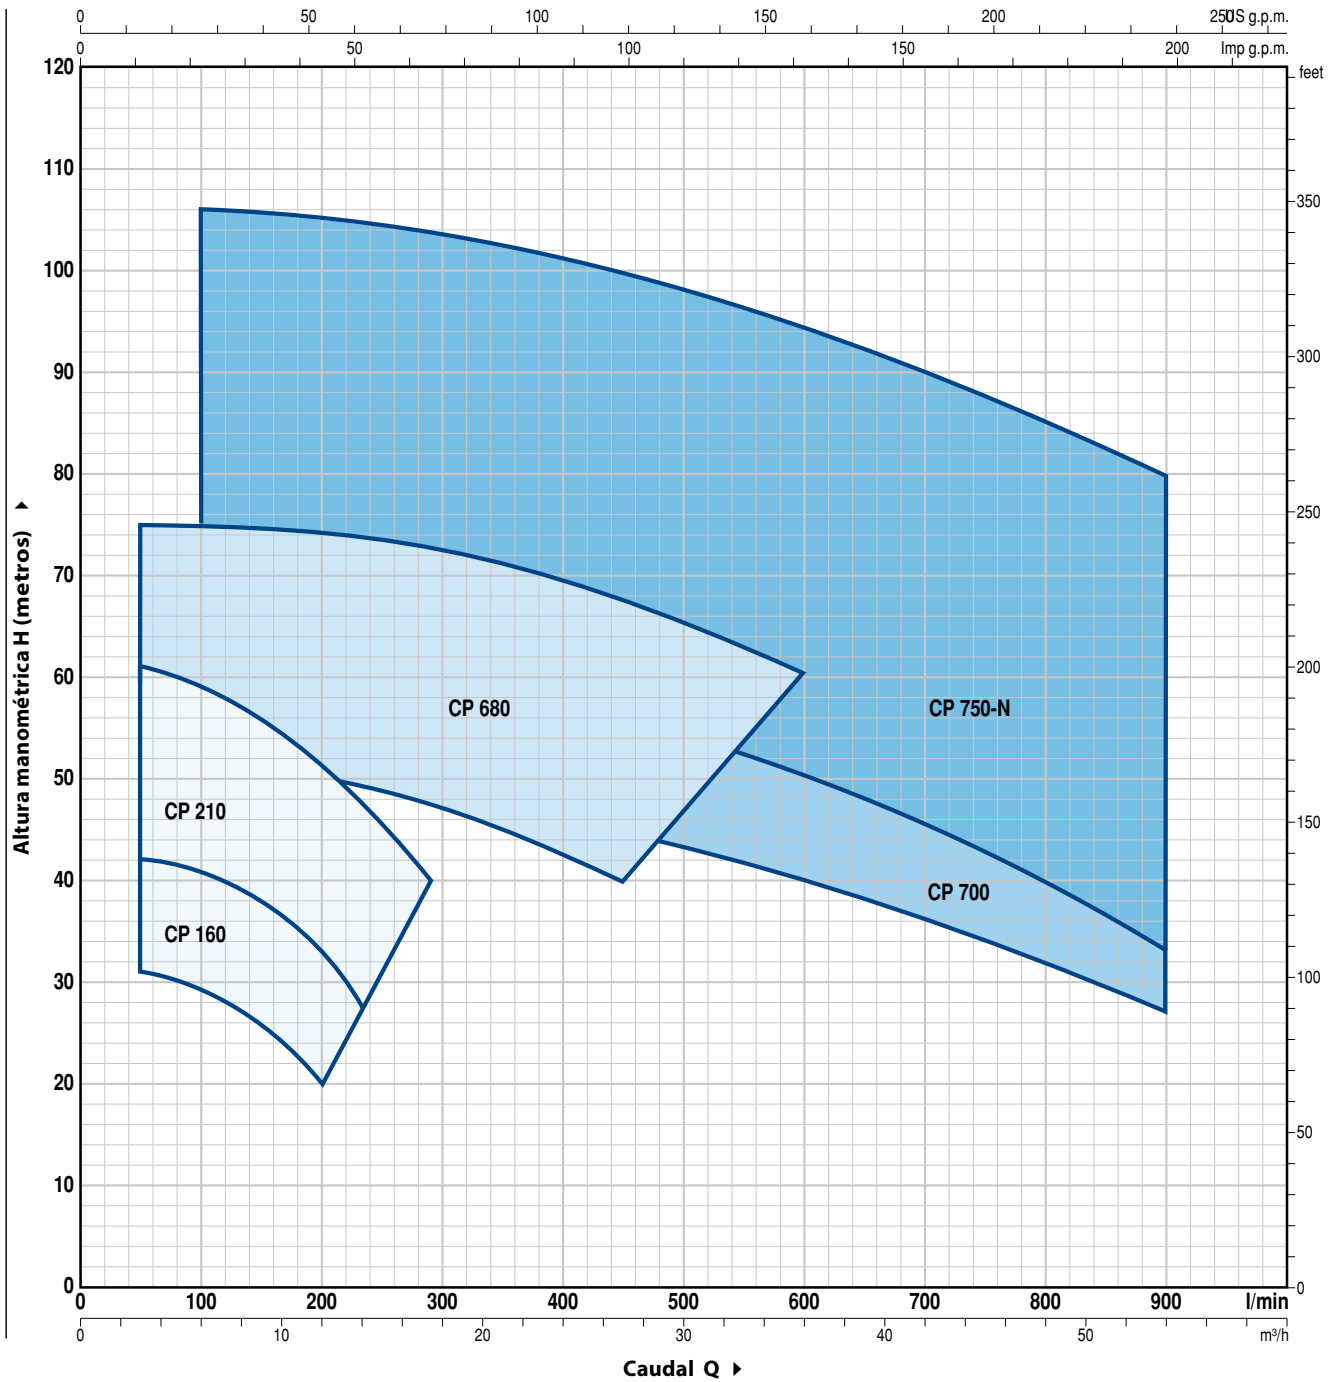 0 50 100 150 200 250 US g.p.m.
0 50 100 150 200 Imp g.p.m.
120 feet
110
350
100
300
90
80
250
70
200
60
CP 680 CP 750-N
50
CP 210
150
40
CP 700
CP 160
30
100
20
50
10
0 0
0 100 200 300 400 500 600 700 800 900 l/min
0 10 20 30 40 50 m³/h
Altura manométrica H (metros)
Caudal Q